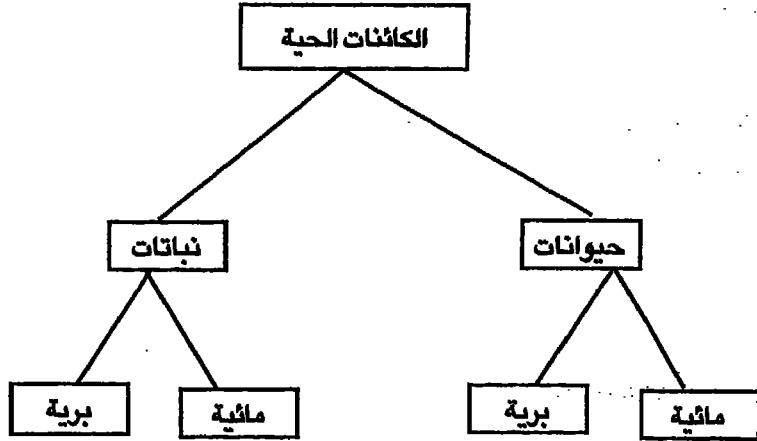 الكائنات الحية
حيوانات
نباتات
مائية
برية
مائية
برية